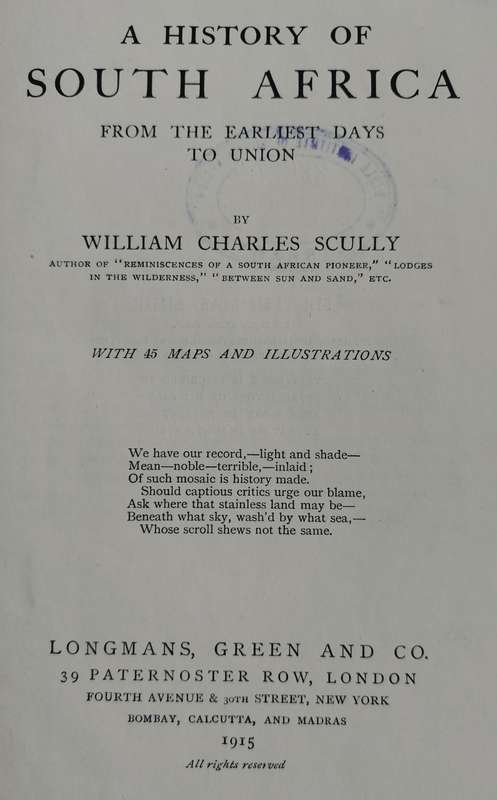 A HISTORY OF
SOUTH AFRICA
FROM THE EARLIEST DAYS
TO UNION
BY
WILLIAM CHARLES SCULLY
AUTHOR OF "REMINISCENCES OF A SOUTH AFRICAN PIONEER," "LODGES
IN THE WILDERNESS," "BETWEEN SUN AND SAND," ETC.
WITH 45 MAPS AND ILLUSTRATIONS
We have our record,—light and shade—
Mean—noble—terrible,—inlaid;
Of such mosaic is history made.
Should captious critics urge our blame,
Ask where that stainless land may be—
Beneath what sky, wash'd by what sea,—
Whose scroll shews not the same.
LONGMANS, GREEN AND CO.
39 PATERNOSTER ROW, LONDON
FOURTH AVENUE & 30TH STREET, NEW YORK
BOMBAY, CALCUTTA, AND MADRAS
1915
All rights reserved